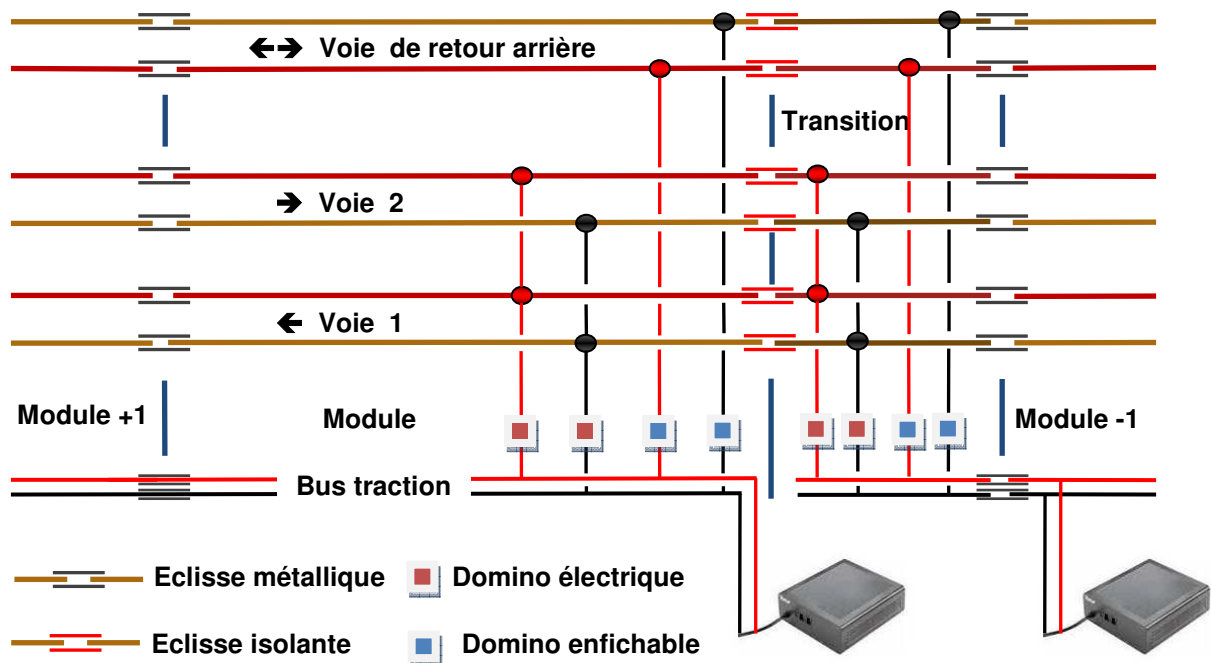 Voie de retour arrière
Transition
Voie 2
Voie 1
Module +1
Module
Module -1
Bus traction
Eclisse métallique
Domino électrique
Eclisse isolante
Domino enfichable